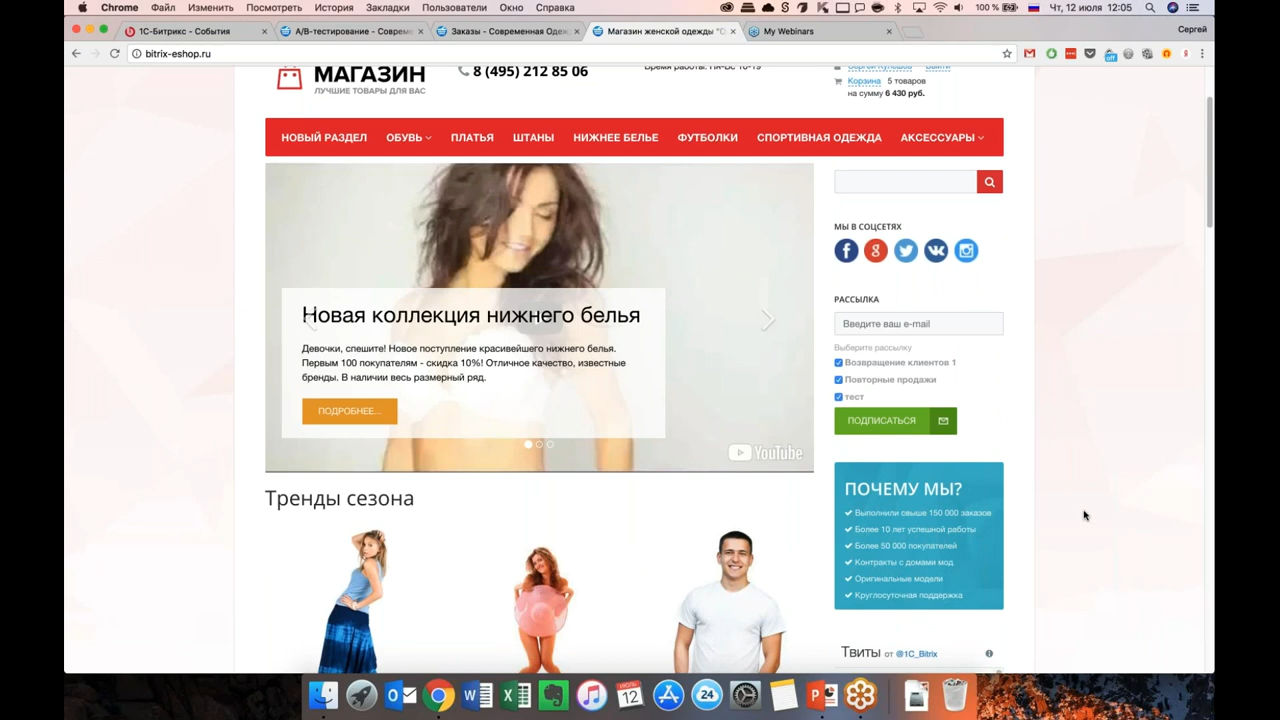 Chrome Файл Изменить Просмотреть История Закладки Пользователи Окно Справка 100 % Чт, 12 июля 12:05
1С-Битрикс - События
A/B-тестирование - Совреме
Заказы - Современная Одеж
Магазин женской одежды "О
My Webinars
Сергей
bitrix-eshop.ru
off
МАГАЗИН
ЛУЧШИЕ ТОВАРЫ ДЛЯ ВАС
8 (495) 212 85 06
Корзина 5 товаров
на сумму 6 430 руб.
НОВЫЙ РАЗДЕЛ ОБУВЬ ПЛАТЬЯ ШТАНЫ НИЖНЕЕ БЕЛЬЕ ФУТБОЛКИ СПОРТИВНАЯ ОДЕЖДА АКСЕССУАРЫ
Новая коллекция нижнего белья
Девочки, спешите! Новое поступление красивейшего нижнего белья.
Первым 100 покупателям - скидка 10%! Отличное качество, известные
бренды. В наличии весь размерный ряд.
ПОДРОБНЕЕ...
YouTube
Тренды сезона
МЫ В СОЦСЕТЯХ
РАССЫЛКА
Введите ваш e-mail
Выберите рассылку
Возвращение клиентов 1
Повторные продажи
тест
ПОДПИСАТЬСЯ
ПОЧЕМУ МЫ?
Выполнили свыше 150 000 заказов
Более 10 лет успешной работы
Более 50 000 покупателей
Контракты с домами мод
Оригинальные модели
Круглосуточная поддержка
Твиты от @1C_Bitrix
ИЮЛЬ
12
24